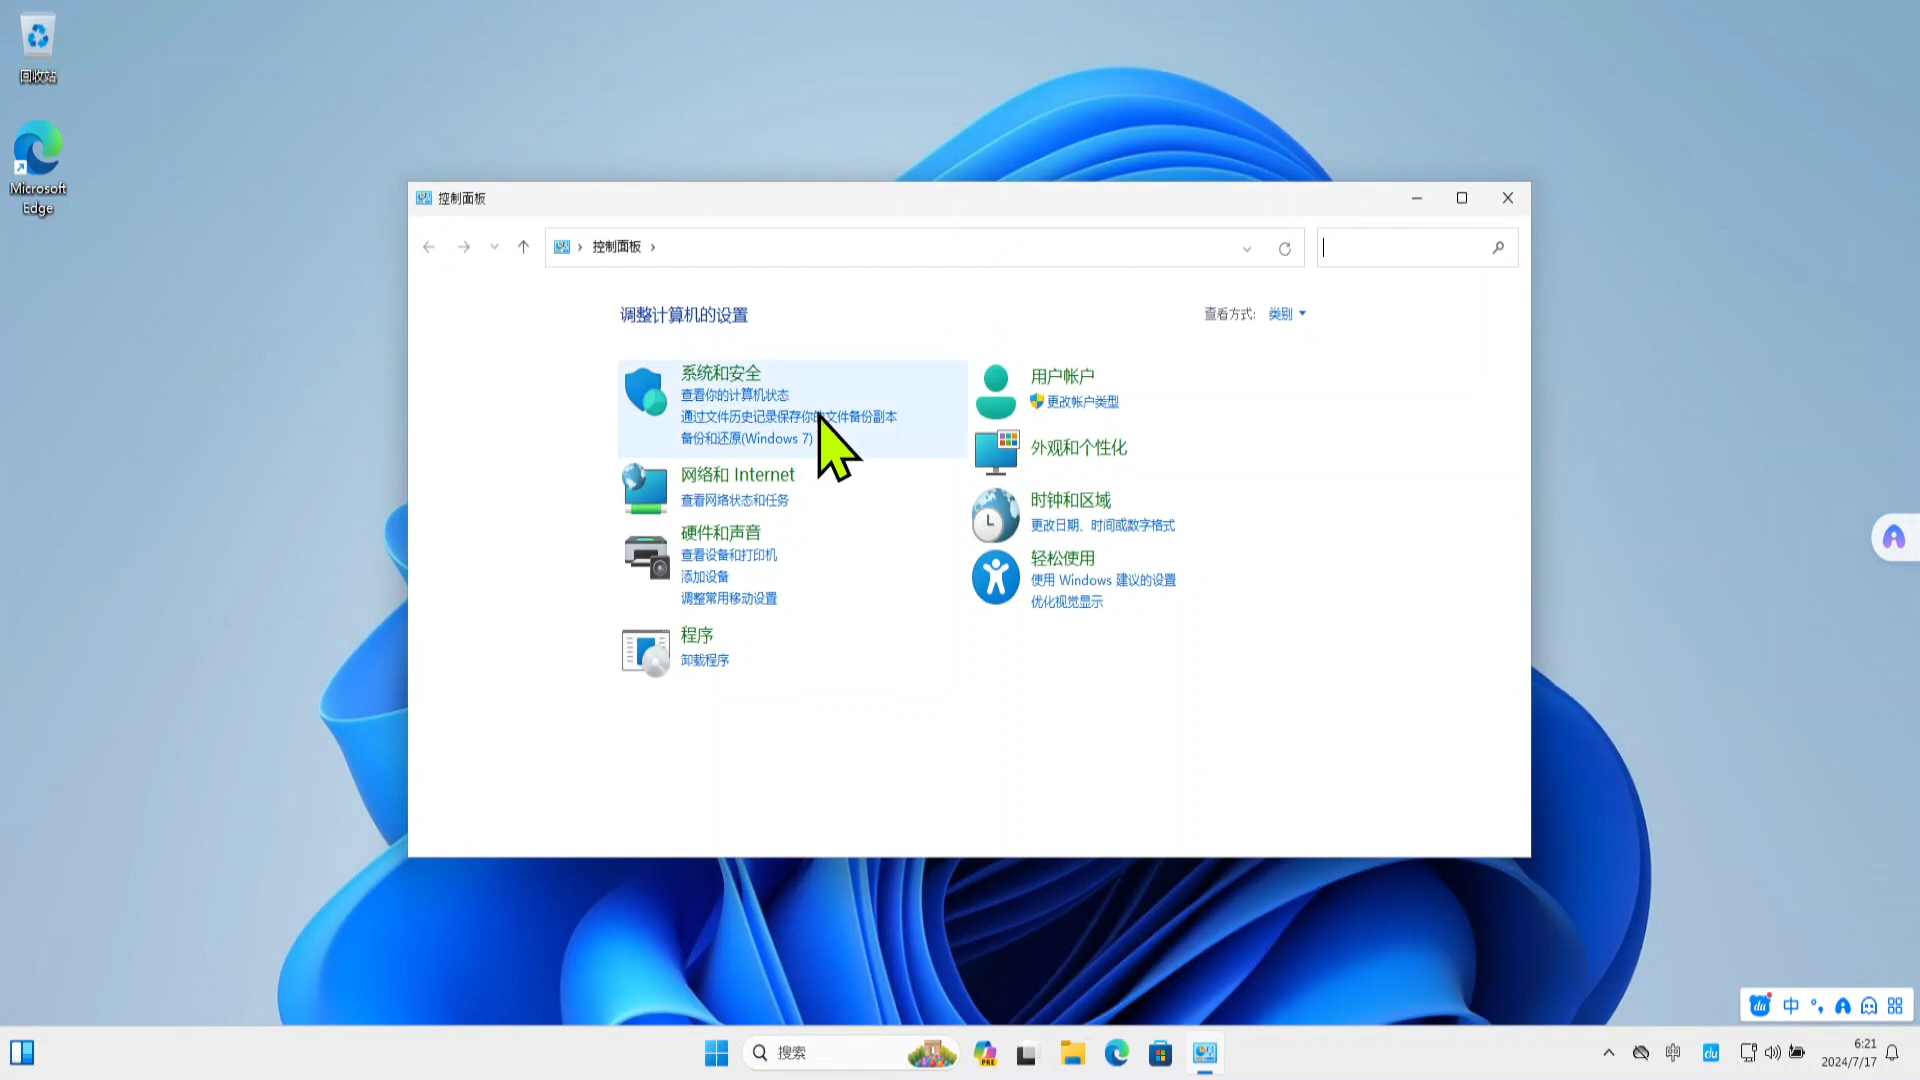 回收站
Microsoft
Edge
控制面板
控制面板
调整计算机的设置
查看方式: 类别
系统和安全
查看你的计算机状态
通过文件历史记录保存你的文件备份副本
备份和还原(Windows 7)
网络和 Internet
查看网络状态和任务
硬件和声音
查看设备和打印机
添加设备
调整常用移动设置
程序
卸载程序
用户帐户
更改帐户类型
外观和个性化
时钟和区域
更改日期、时间或数字格式
轻松使用
使用 Windows 建议的设置
优化视觉显示
du 中 °,
搜索
PRE
中
du
6:21
2024/7/17